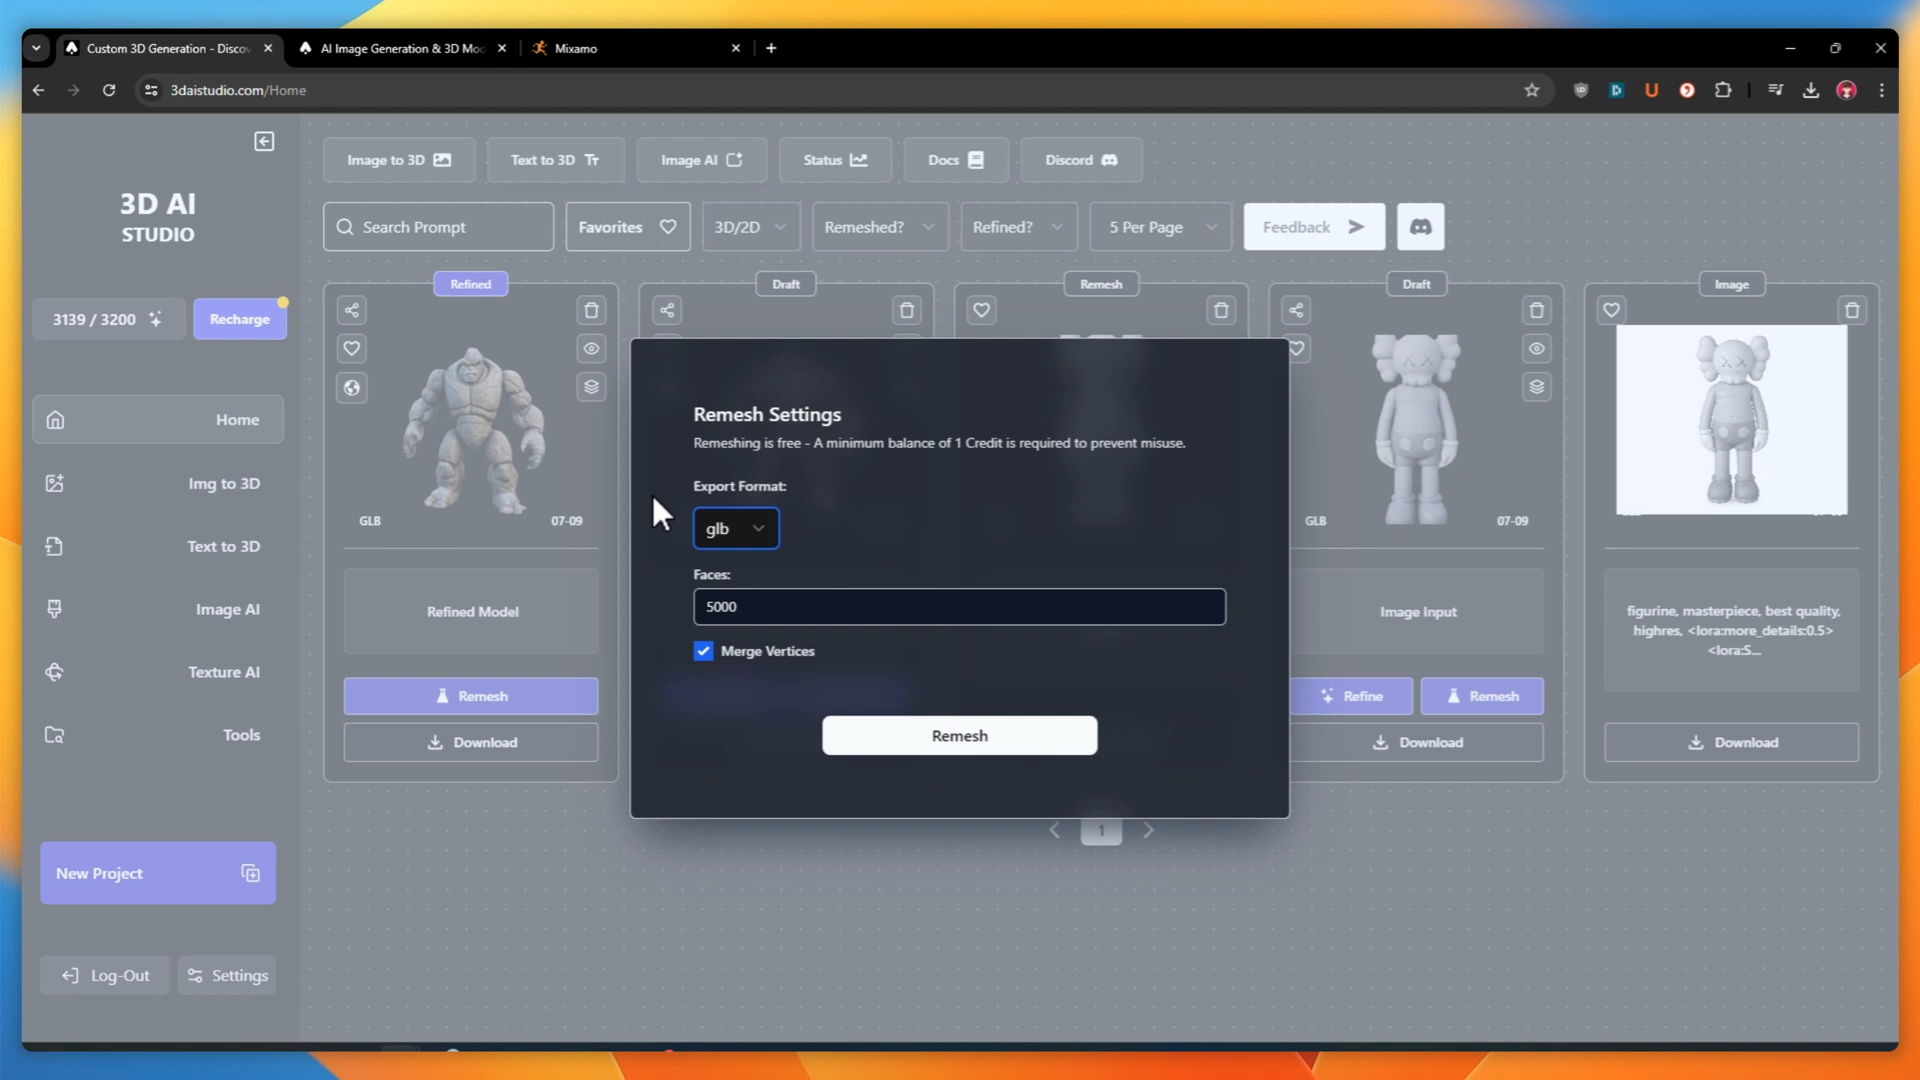 Custom 3D Generation - Discov
AI Image Generation & 3D Mod
Mixamo
3daistudio.com/Home
3D AI
STUDIO
3139 / 3200
Recharge
Home
Img to 3D
Text to 3D
Image AI
Texture AI
Tools
New Project
Log-Out
Settings
Image to 3D
Text to 3D
Image AI
Status
Docs
Discord
Search Prompt
Favorites
3D/2D
Remeshed?
Refined?
5 Per Page
Feedback
Refined
Draft
Remesh
Draft
Image
GLB
07-09
Refined Model
Remesh
Download
Remesh Settings
Remeshing is free - A minimum balance of 1 Credit is required to prevent misuse.
Export Format:
glb
Faces:
5000
Merge Vertices
Remesh
1
GLB
07-09
Image Input
Refine
Remesh
Download
figurine, masterpiece, best quality,
highres, <lora:more_details:0.5>
<lora:S...
Download